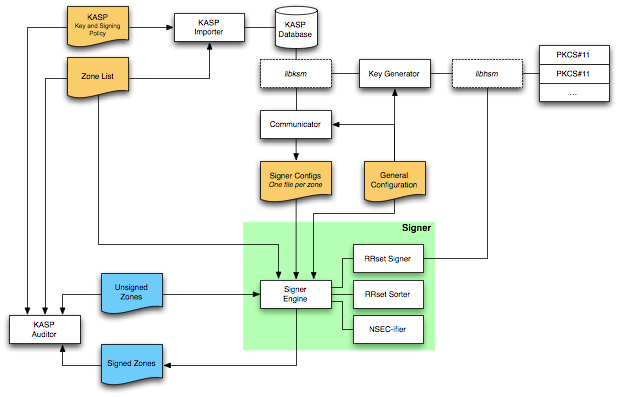 KASP
Key and Signing
Policy
KASP
Importer
KASP
Database
Zone List
libksm
Key Generator
libhsm
PKCS#11
PKCS#11
...
Communicator
Signer Configs
One file per zone
General
Configuration
Signer
RRset Signer
Unsigned
Zones
Signer
Engine
RRset Sorter
KASP
Auditor
NSEC-ifier
Signed Zones